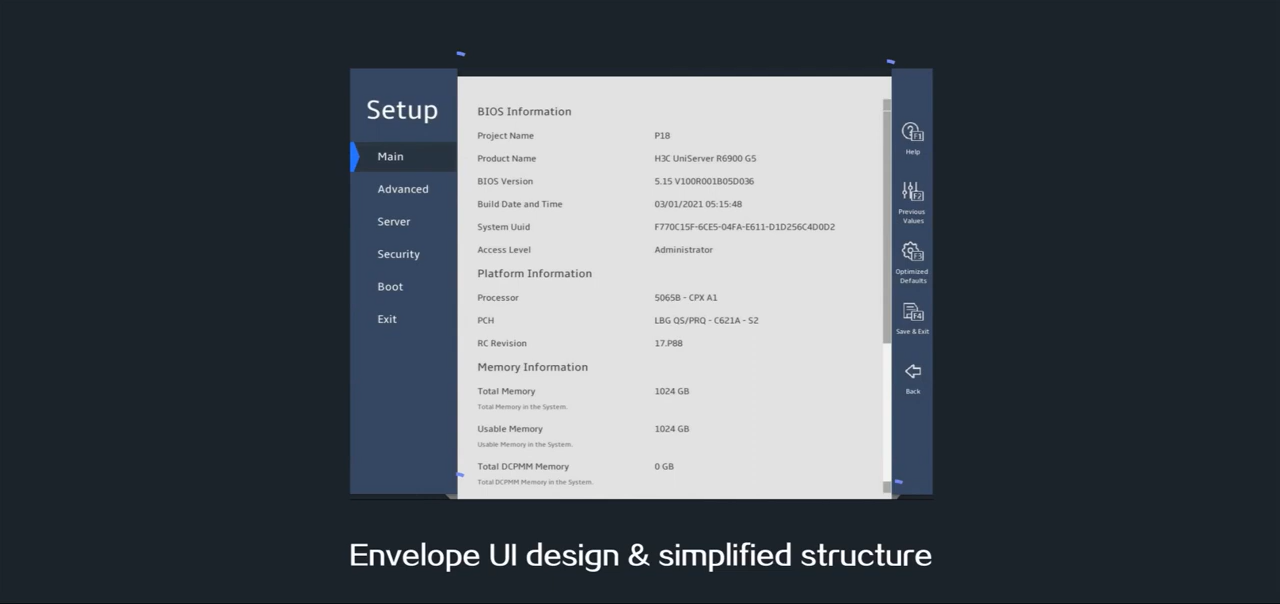 Setup
Main
Advanced
Server
Security
Boot
Exit
BIOS Information
Project Name P18
Product Name H3C UniServer R6900 G5
BIOS Version 5.15 V100R001B05D036
Build Date and Time 03/01/2021 05:15:48
System Uuid F770C15F-6CE5-04FA-E611-D1D256C4D0D2
Access Level Administrator
Platform Information
Processor 5065B - CPX A1
PCH LBG QS/PRQ - C621A - S2
RC Revision 17.P88
Memory Information
Total Memory 1024 GB
Total Memory in the System.
Usable Memory 1024 GB
Usable Memory in the System.
Total DCPMM Memory 0 GB
Total DCPMM Memory in the System.
F1
Help
F2
Previous
Values
F3
Optimized
Defaults
F4
Save & Exit
Back
Envelope UI design & simplified structure